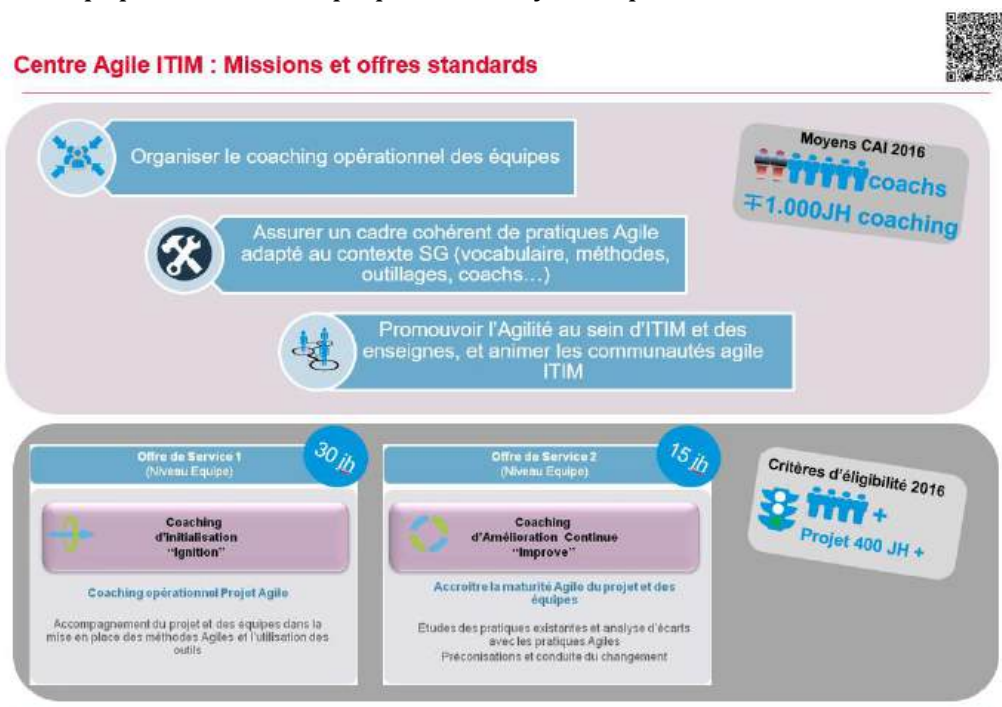 Centre Agile ITIM : Missions et offres standards
Organiser le coaching opérationnel des équipes
Moyens CAI 2016
coachs
∓1.000JH coaching
Assurer un cadre cohérent de pratiques Agile
adapté au contexte SG (vocabulaire, méthodes,
outillages, coachs…)
Promouvoir l'Agilité au sein d'ITIM et des
enseignes, et animer les communautés agile
ITIM
Offre de Service 1
(Niveau Equipe)
30 jh
Coaching
d'Initialisation
"Ignition"
Coaching opérationnel Projet Agile
Accompagnement du projet et des équipes dans la
mise en place des méthodes Agiles et l'utilisation des
outils
Offre de Service 2
(Niveau Equipe)
15 jh
Coaching
d'Amélioration Continue
"Improve"
Accroitre la maturité Agile du projet et des
équipes
Etudes des pratiques existantes et analyse d'écarts
avec les pratiques Agiles
Préconisations et conduite du changement
Critères d'éligibilité 2016
+
Projet 400 JH +